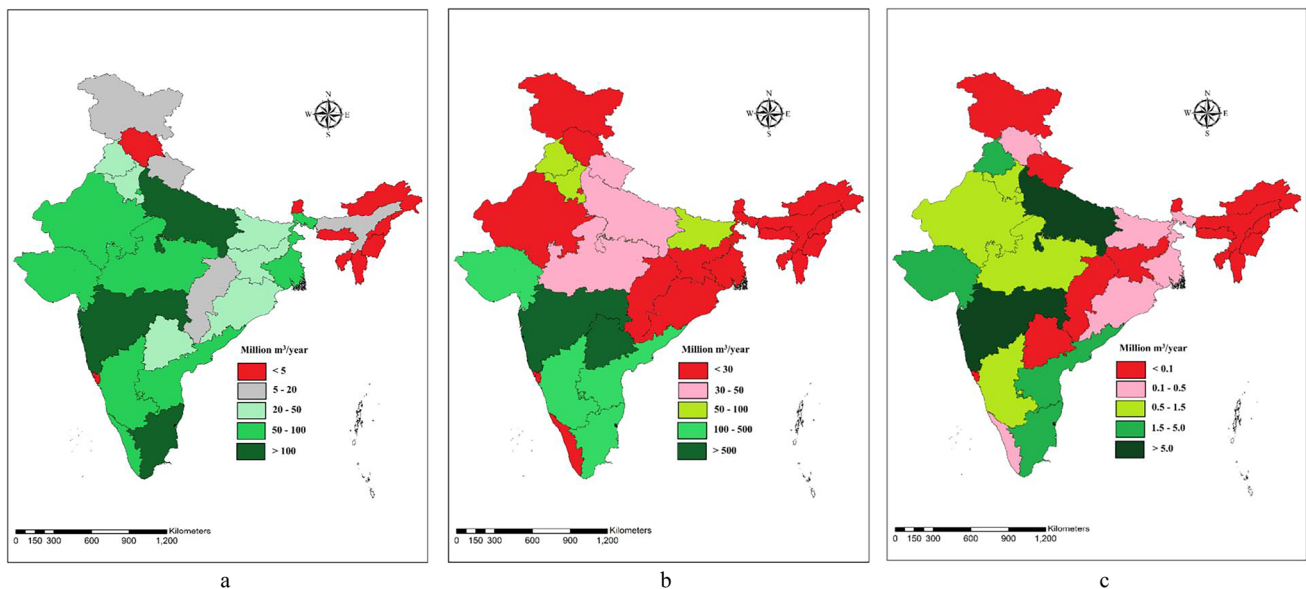 N
W E
S
Million m³/year
< 5
5 - 20
20 - 50
50 - 100
> 100
Kilometers
0 150 300 600 900 1,200
a
N
W E
S
Million m³/year
< 30
30 - 50
50 - 100
100 - 500
> 500
Kilometers
0 150 300 600 900 1,200
b
N
W E
S
Million m³/year
< 0.1
0.1 - 0.5
0.5 - 1.5
1.5 - 5.0
> 5.0
Kilometers
0 150 300 600 900 1,200
c